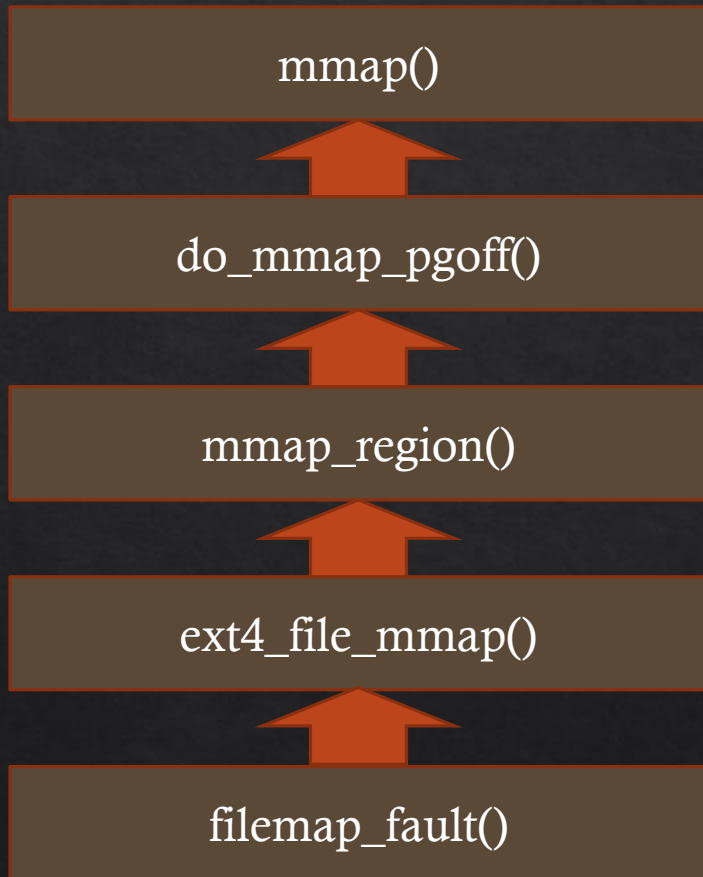 mmap()
do_mmap_pgoff()
mmap_region()
ext4_file_mmap()
filemap_fault()